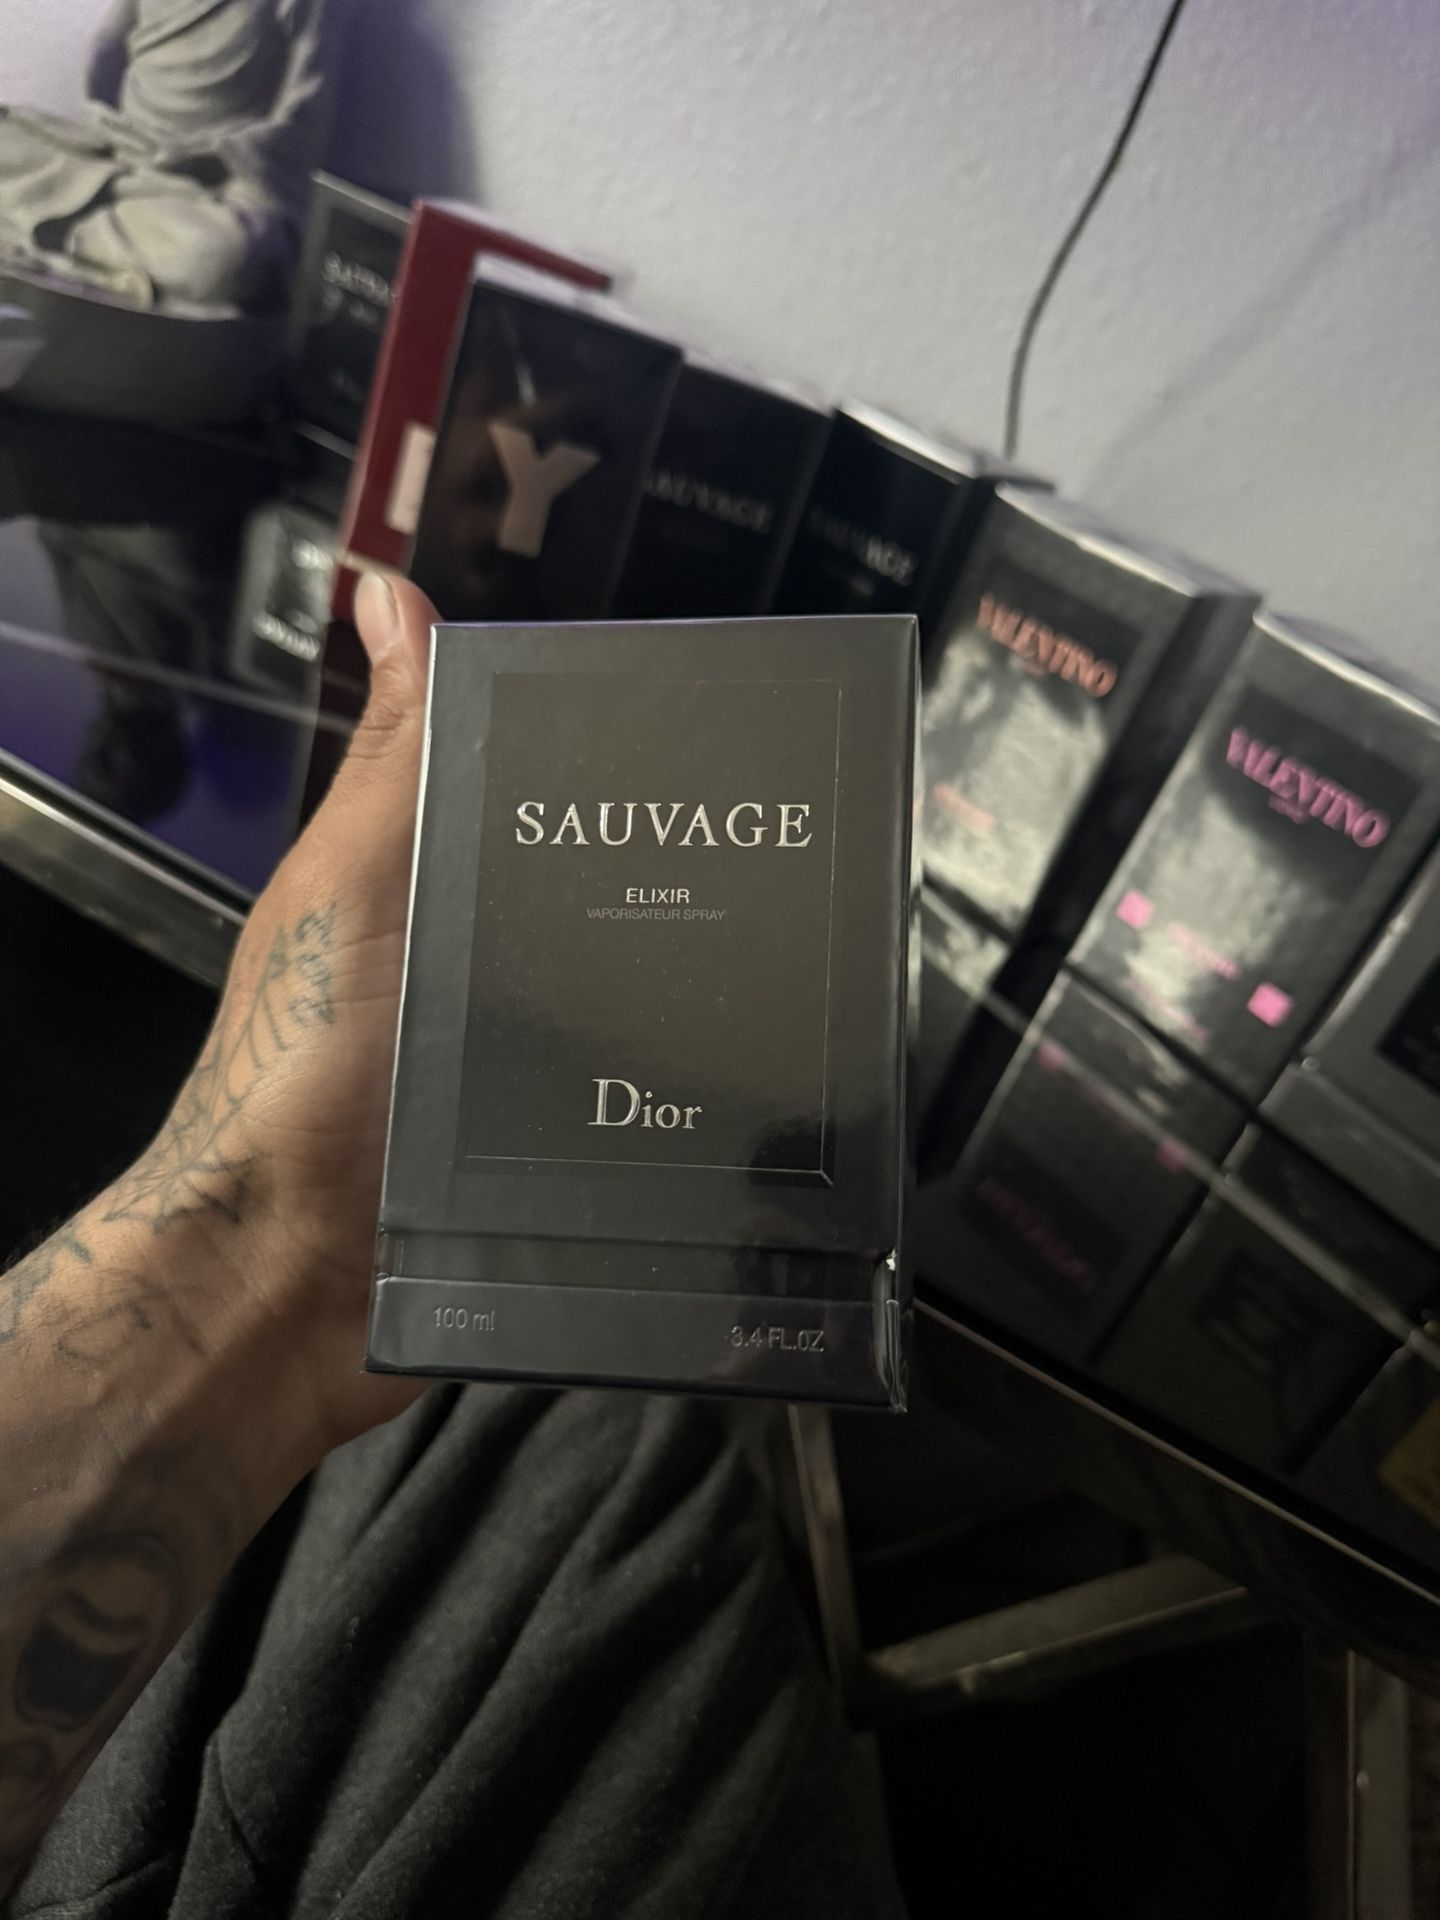 SAUVAGE
ELIXIR
VAPORISATEUR SPRAY
Dior
100 ml
3.4 FL.OZ
Y
SAUVAGE
SAUVAGE
VALENTINO
VALENTINO